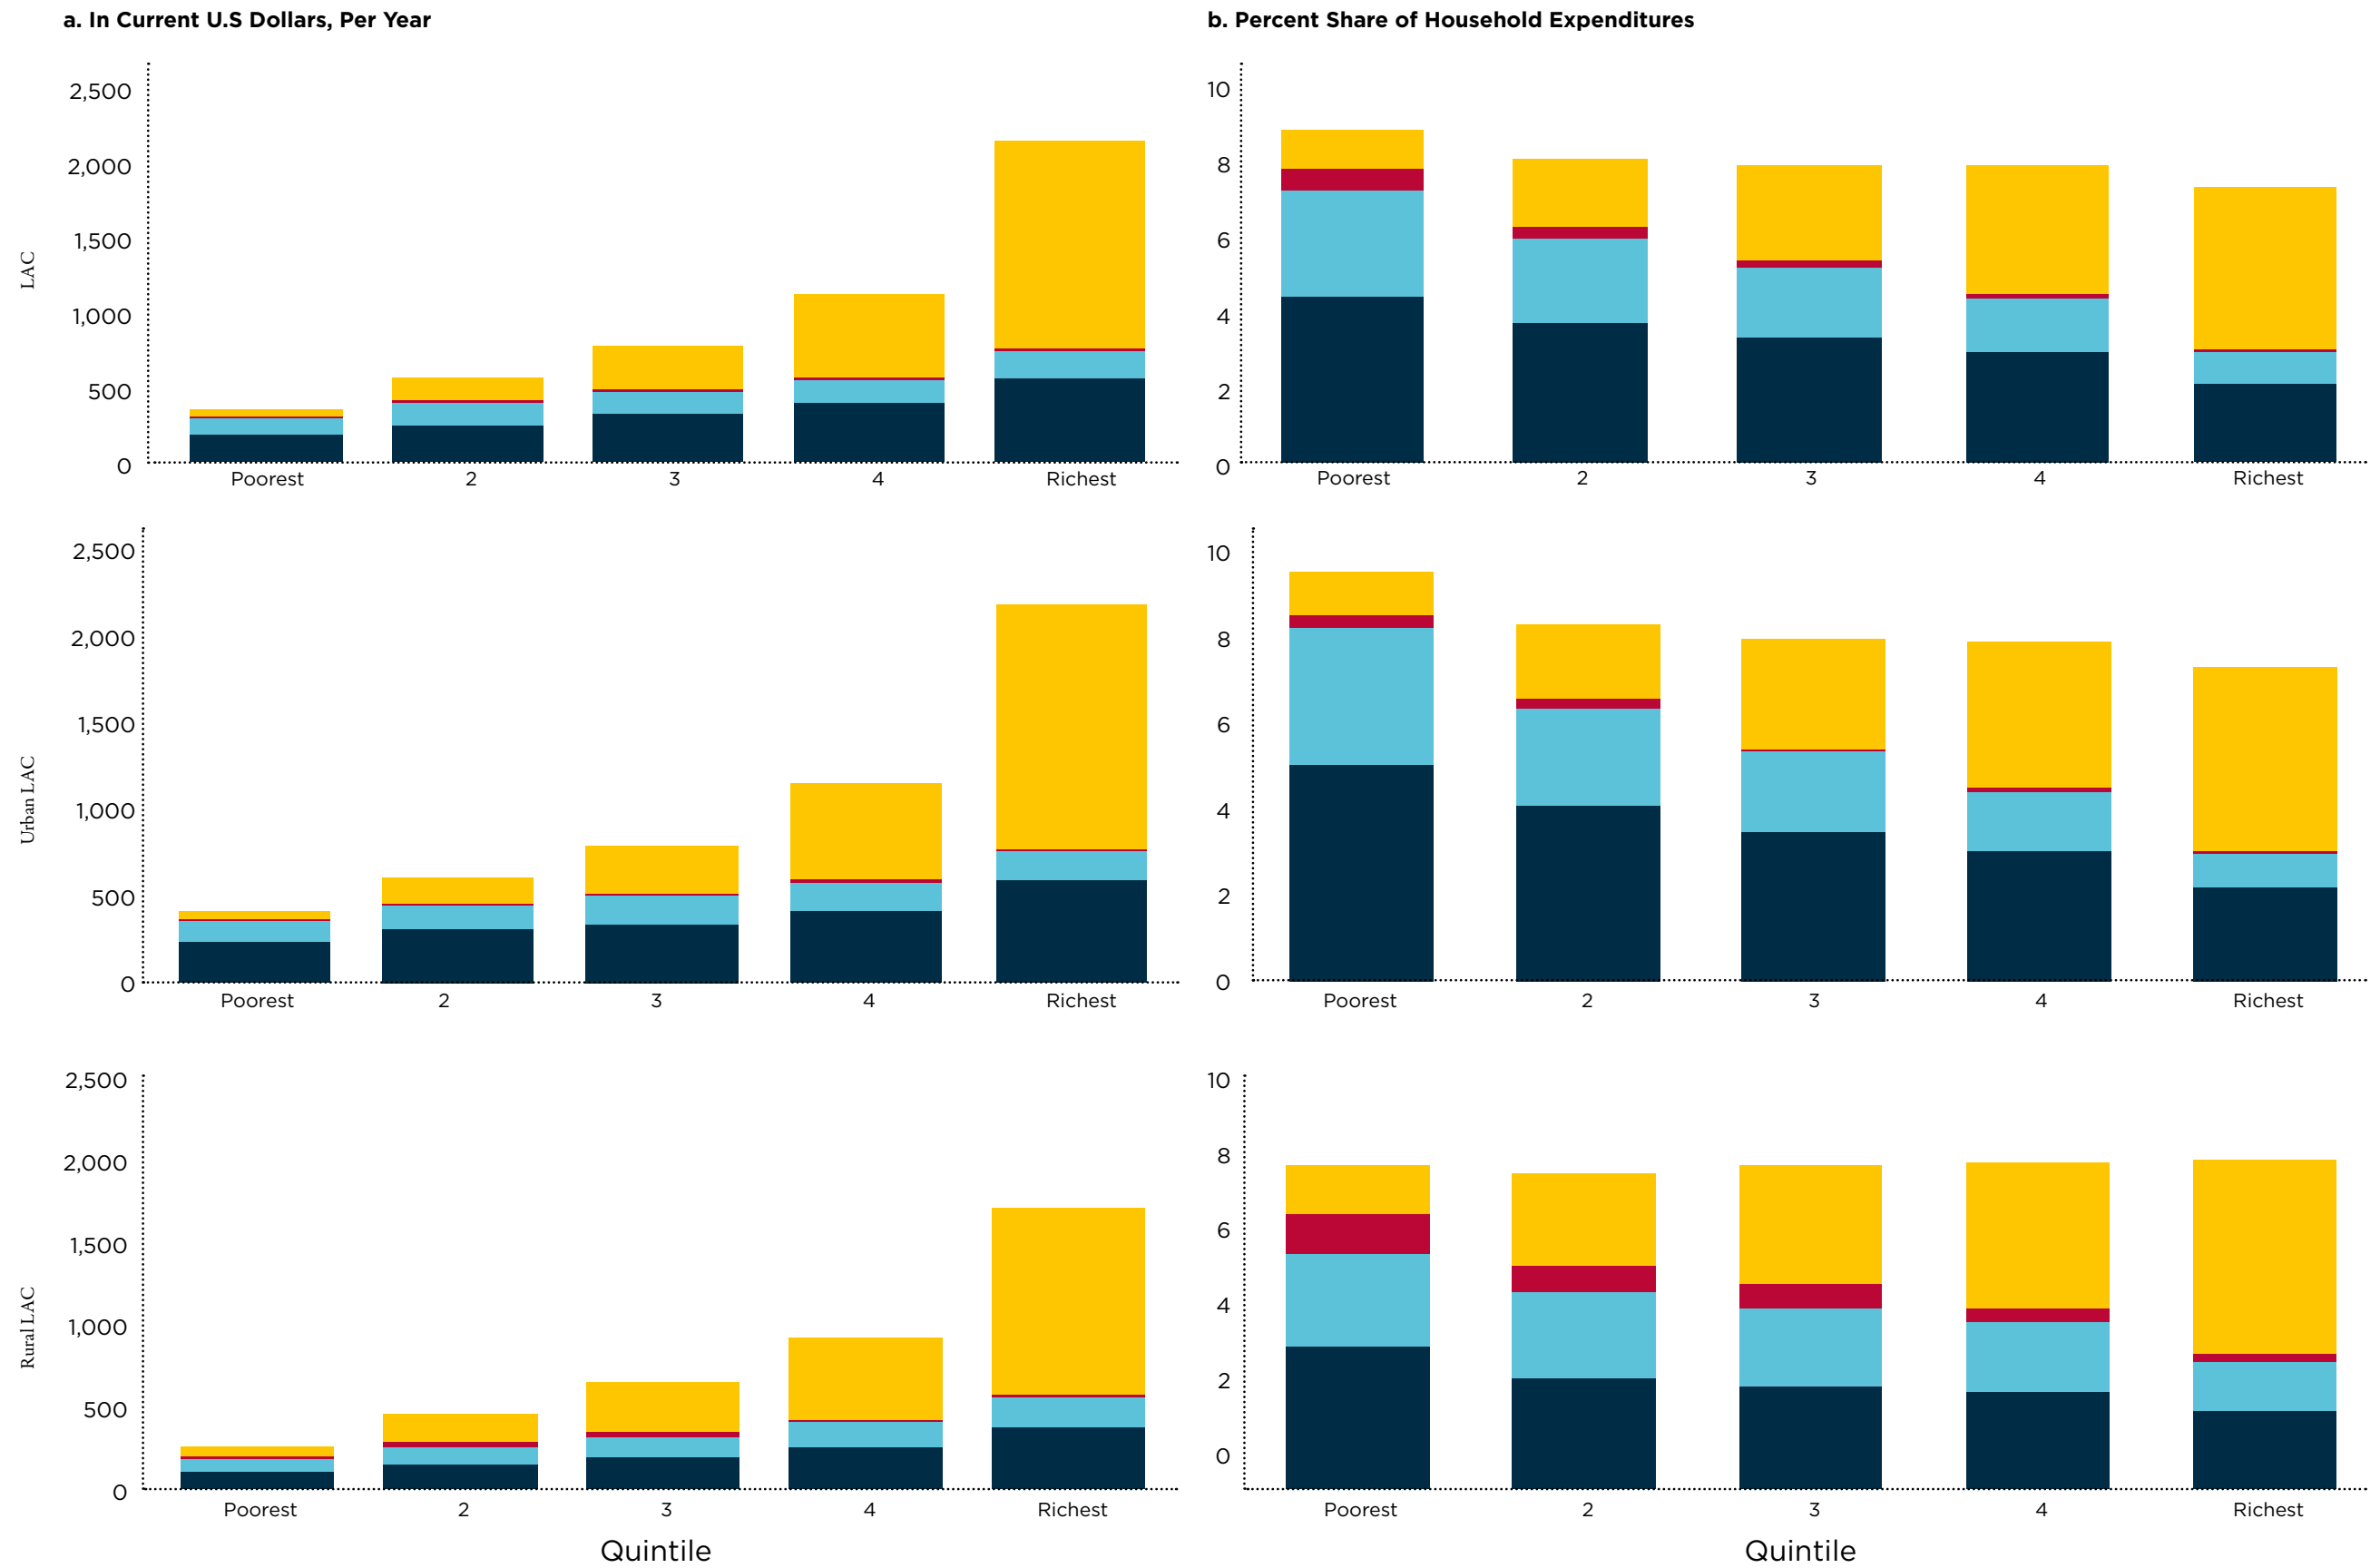 a. In Current U.S Dollars, Per Year
b. Percent Share of Household Expenditures
LAC
2,500
2,000
1,500
1,000
500
0
Poorest 2 3 4 Richest
10
8
6
4
2
0
Poorest 2 3 4 Richest
Urban LAC
2,500
2,000
1,500
1,000
500
0
Poorest 2 3 4 Richest
10
8
6
4
2
0
Poorest 2 3 4 Richest
Rural LAC
2,500
2,000
1,500
1,000
500
0
Poorest 2 3 4 Richest
Quintile
10
8
6
4
2
0
Poorest 2 3 4 Richest
Quintile